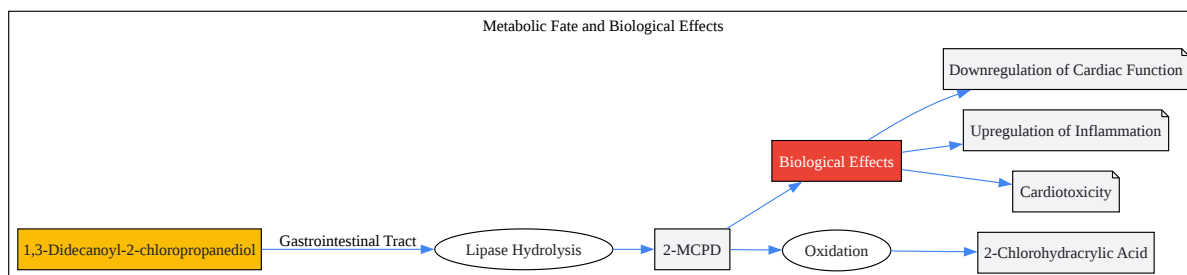 Metabolic Fate and Biological Effects
Downregulation of Cardiac Function
Upregulation of Inflammation
Biological Effects
Cardiotoxicity
1,3-Didecanoyl-2-chloropropanediol
Gastrointestinal Tract
Lipase Hydrolysis
2-MCPD
Oxidation
2-Chlorohydracrylic Acid